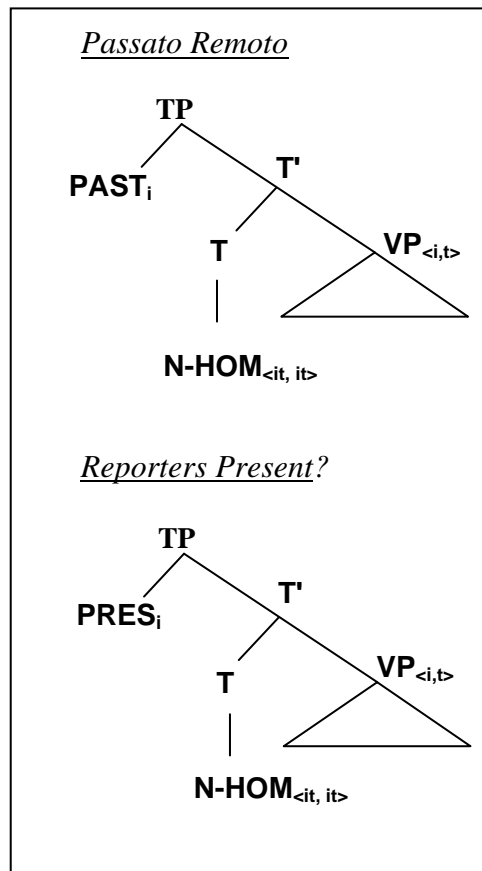 Passato Remoto
TP
PASTi
T'
T
VP<i,t>
N-HOM<it, it>
Reporters Present?
TP
PRESi
T'
T
VP<i,t>
N-HOM<it, it>